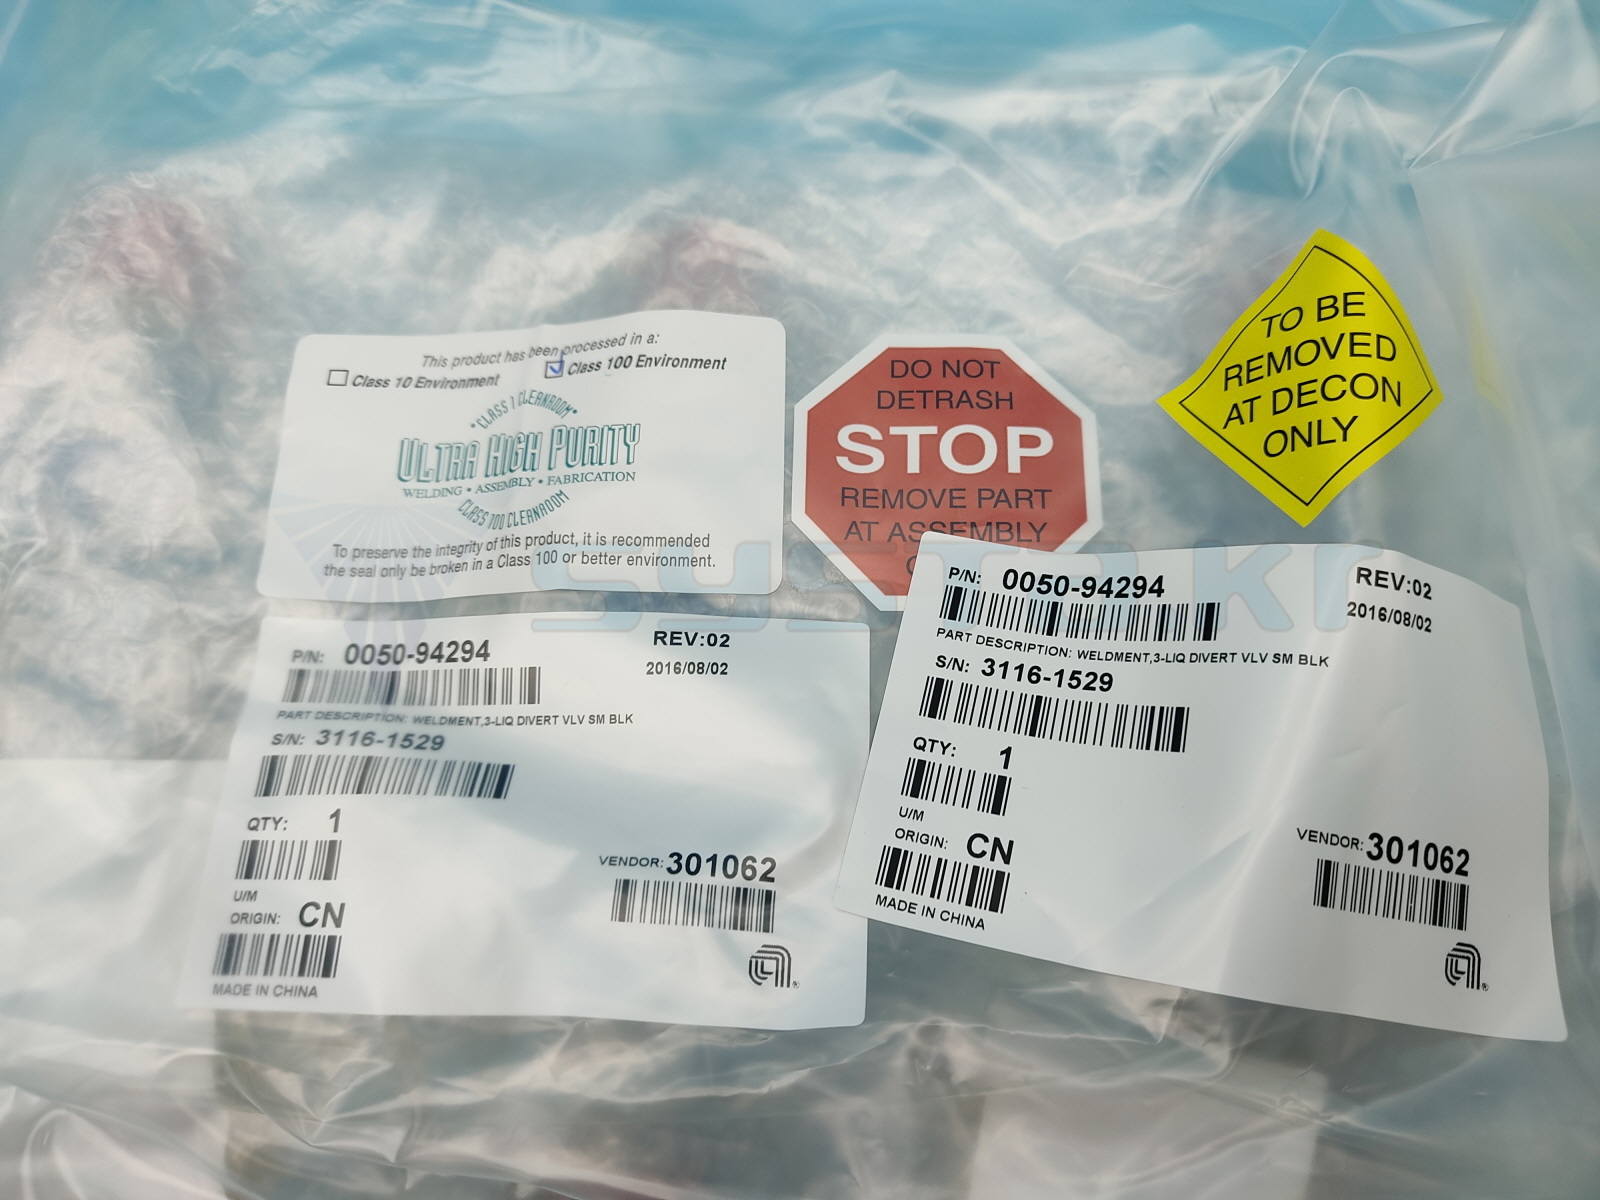 This product has been processed in a:
Class 10 Environment
Class 100 Environment
*CLASS 1 CLEANROOM*
ULTRA HIGH PURITY
WELDING • ASSEMBLY • FABRICATION
CLASS 100 CLEANROOM
To preserve the integrity of this product, it is recommended
the seal only be broken in a Class 100 or better environment.
DO NOT
DETRASH
STOP
REMOVE PART
AT ASSEMBLY
TO BE
REMOVED
AT DECON
ONLY
P/N: 0050-94294
REV:02
2016/08/02
PART DESCRIPTION: WELDMENT,3-LIQ DIVERT VLV SM BLK
S/N: 3116-1529
QTY: 1
U/M
ORIGIN: CN
MADE IN CHINA
VENDOR: 301062
®
P/N: 0050-94294
REV:02
2016/08/02
PART DESCRIPTION: WELDMENT,3-LIQ DIVERT VLV SM BLK
S/N: 3116-1529
QTY: 1
U/M
ORIGIN: CN
MADE IN CHINA
VENDOR: 301062
®